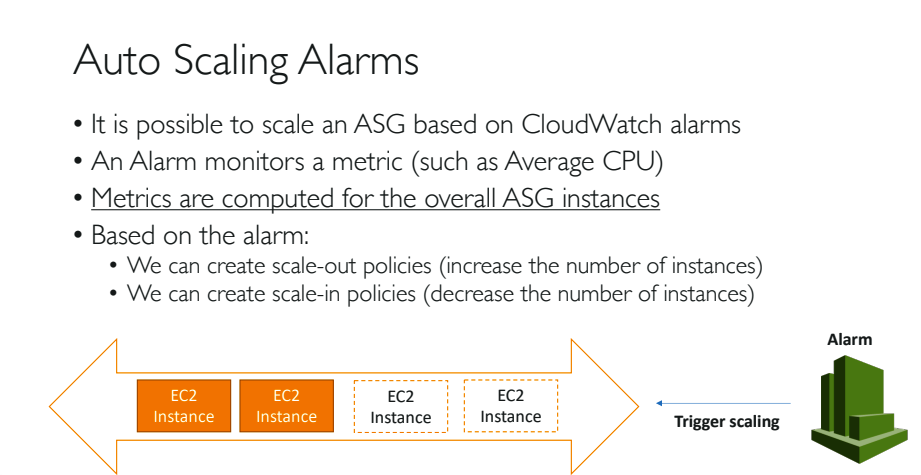 Auto Scaling Alarms
• It is possible to scale an ASG based on CloudWatch alarms
• An Alarm monitors a metric (such as Average CPU)
• Metrics are computed for the overall ASG instances
• Based on the alarm:
• We can create scale-out policies (increase the number of instances)
• We can create scale-in policies (decrease the number of instances)
Alarm
EC2
Instance
EC2
Instance
EC2
Instance
EC2
Instance
Trigger scaling